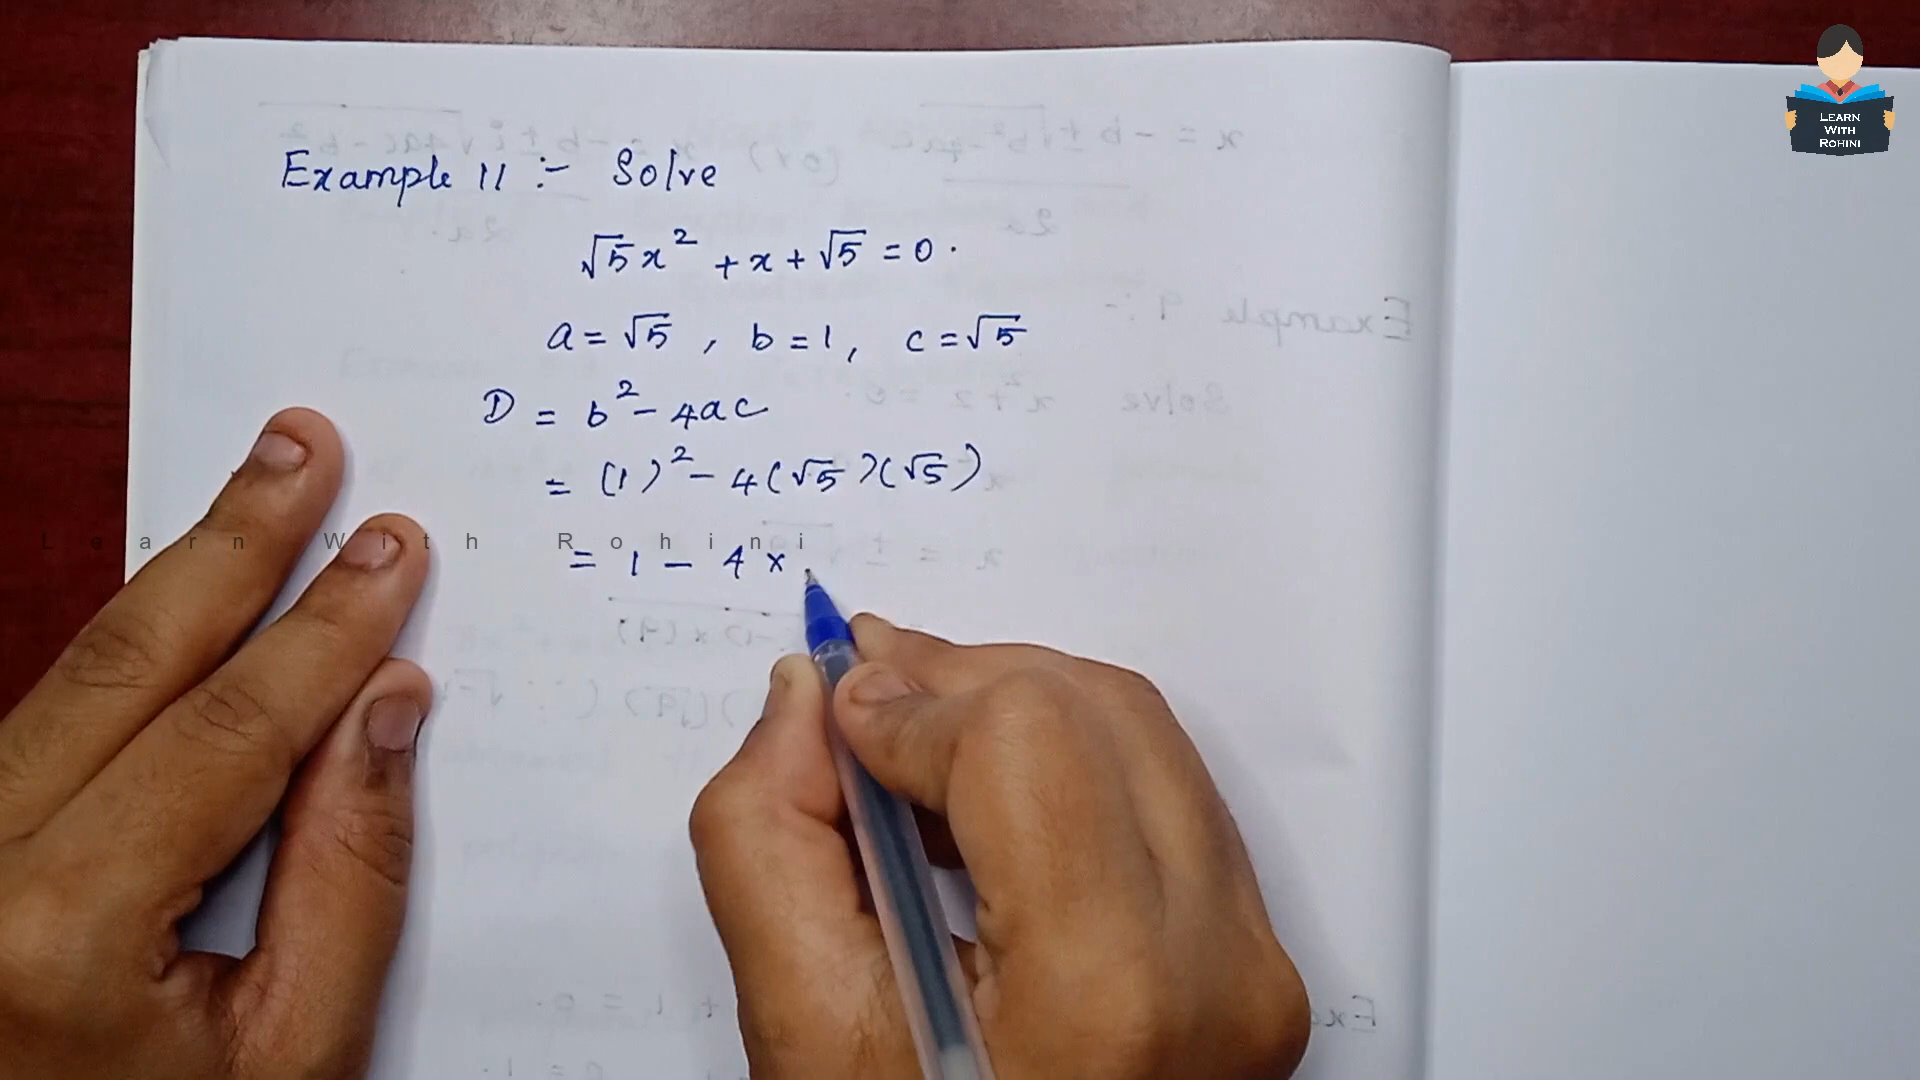 LEARN
WITH
ROHINI
Example 11 :- Solve
√5x² + x + √5 = 0.
a = √5, b = 1, c = √5
D = b² - 4ac
= (1)² - 4(√5)(√5)
Learn With Rohini
= 1 - 4 ×